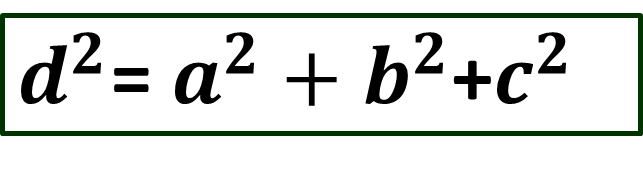 d²= a² + b²+c²